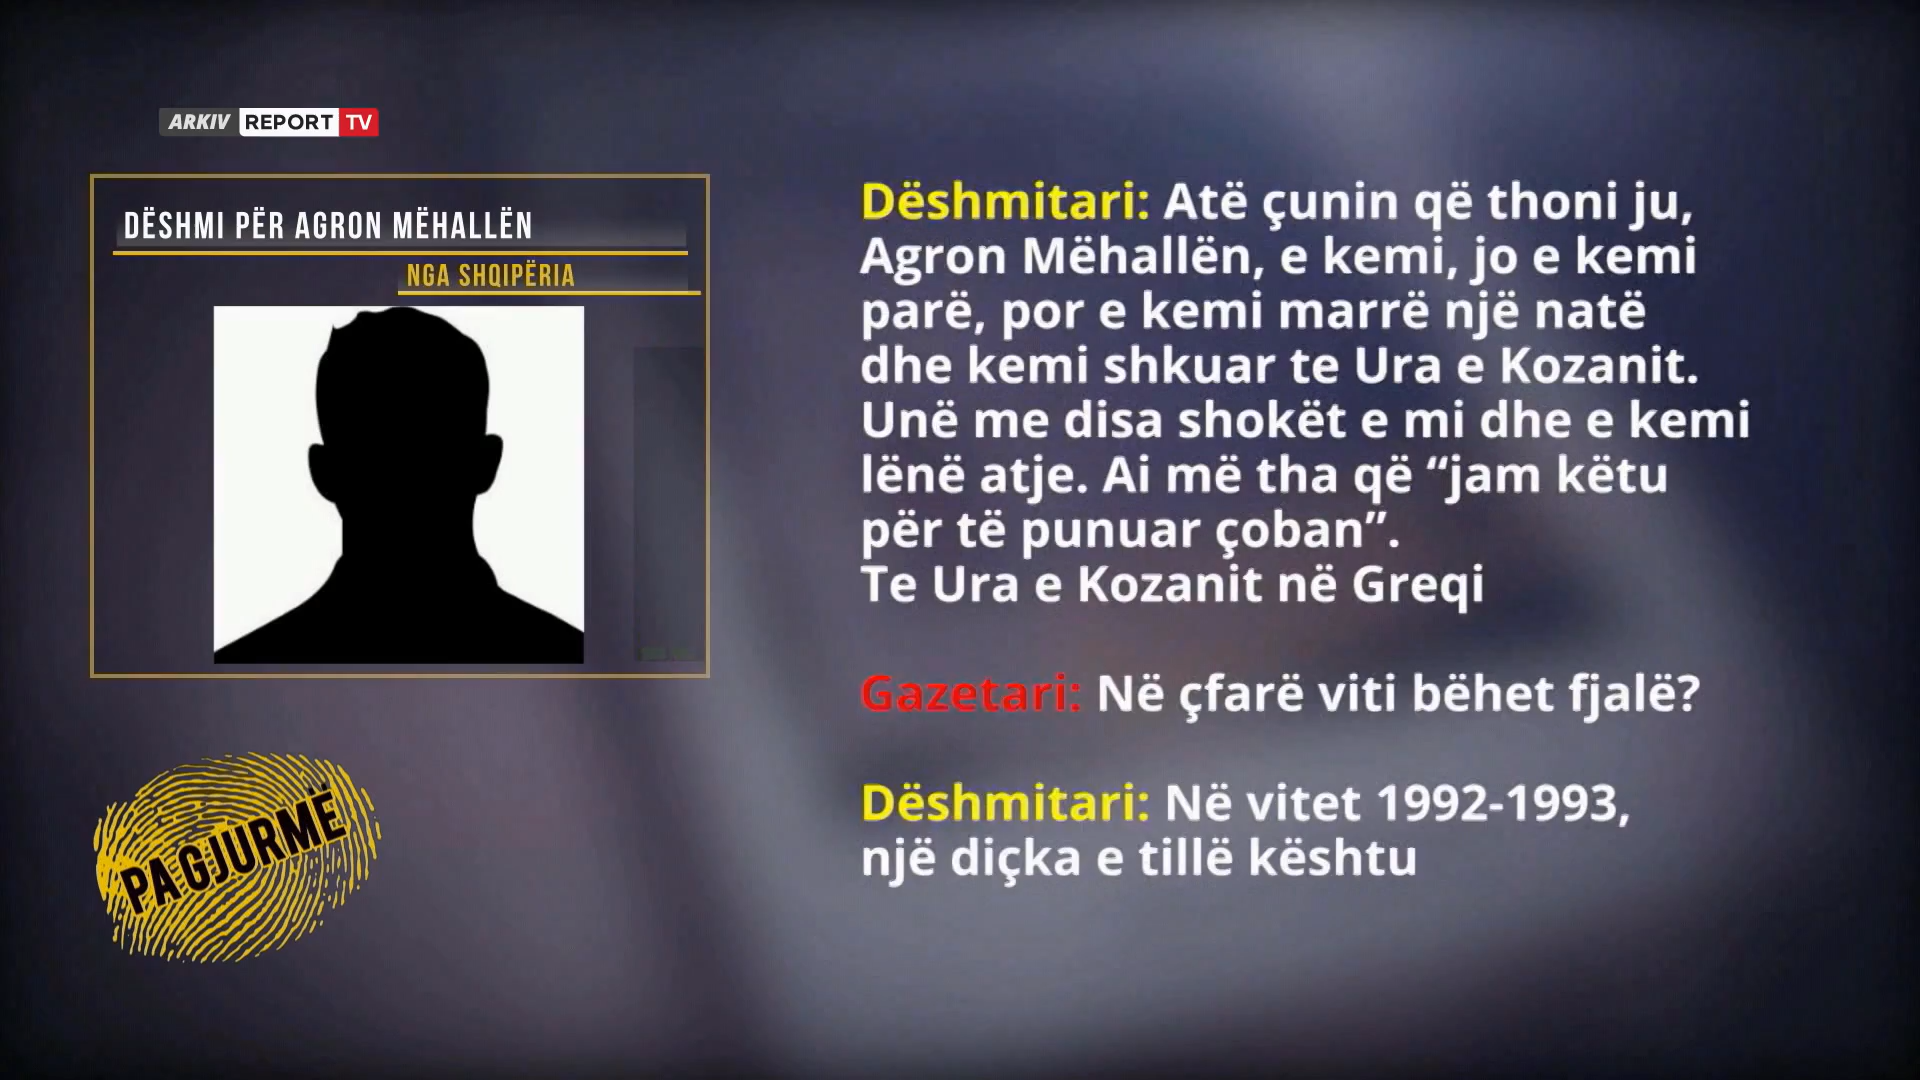 ARKIV REPORT TV
DËSHMI PËR AGRON MËHALLËN
NGA SHQIPËRIA
Dëshmitari: Atë çunin që thoni ju,
Agron Mëhallën, e kemi, jo e kemi
parë, por e kemi marrë një natë
dhe kemi shkuar te Ura e Kozanit.
Unë me disa shokët e mi dhe e kemi
lënë atje. Ai më tha që “jam këtu
për të punuar çoban”.
Te Ura e Kozanit në Greqi
Gazetari: Në çfarë viti bëhet fjalë?
Dëshmitari: Në vitet 1992-1993,
një diçka e tillë kështu
PA GJURMË